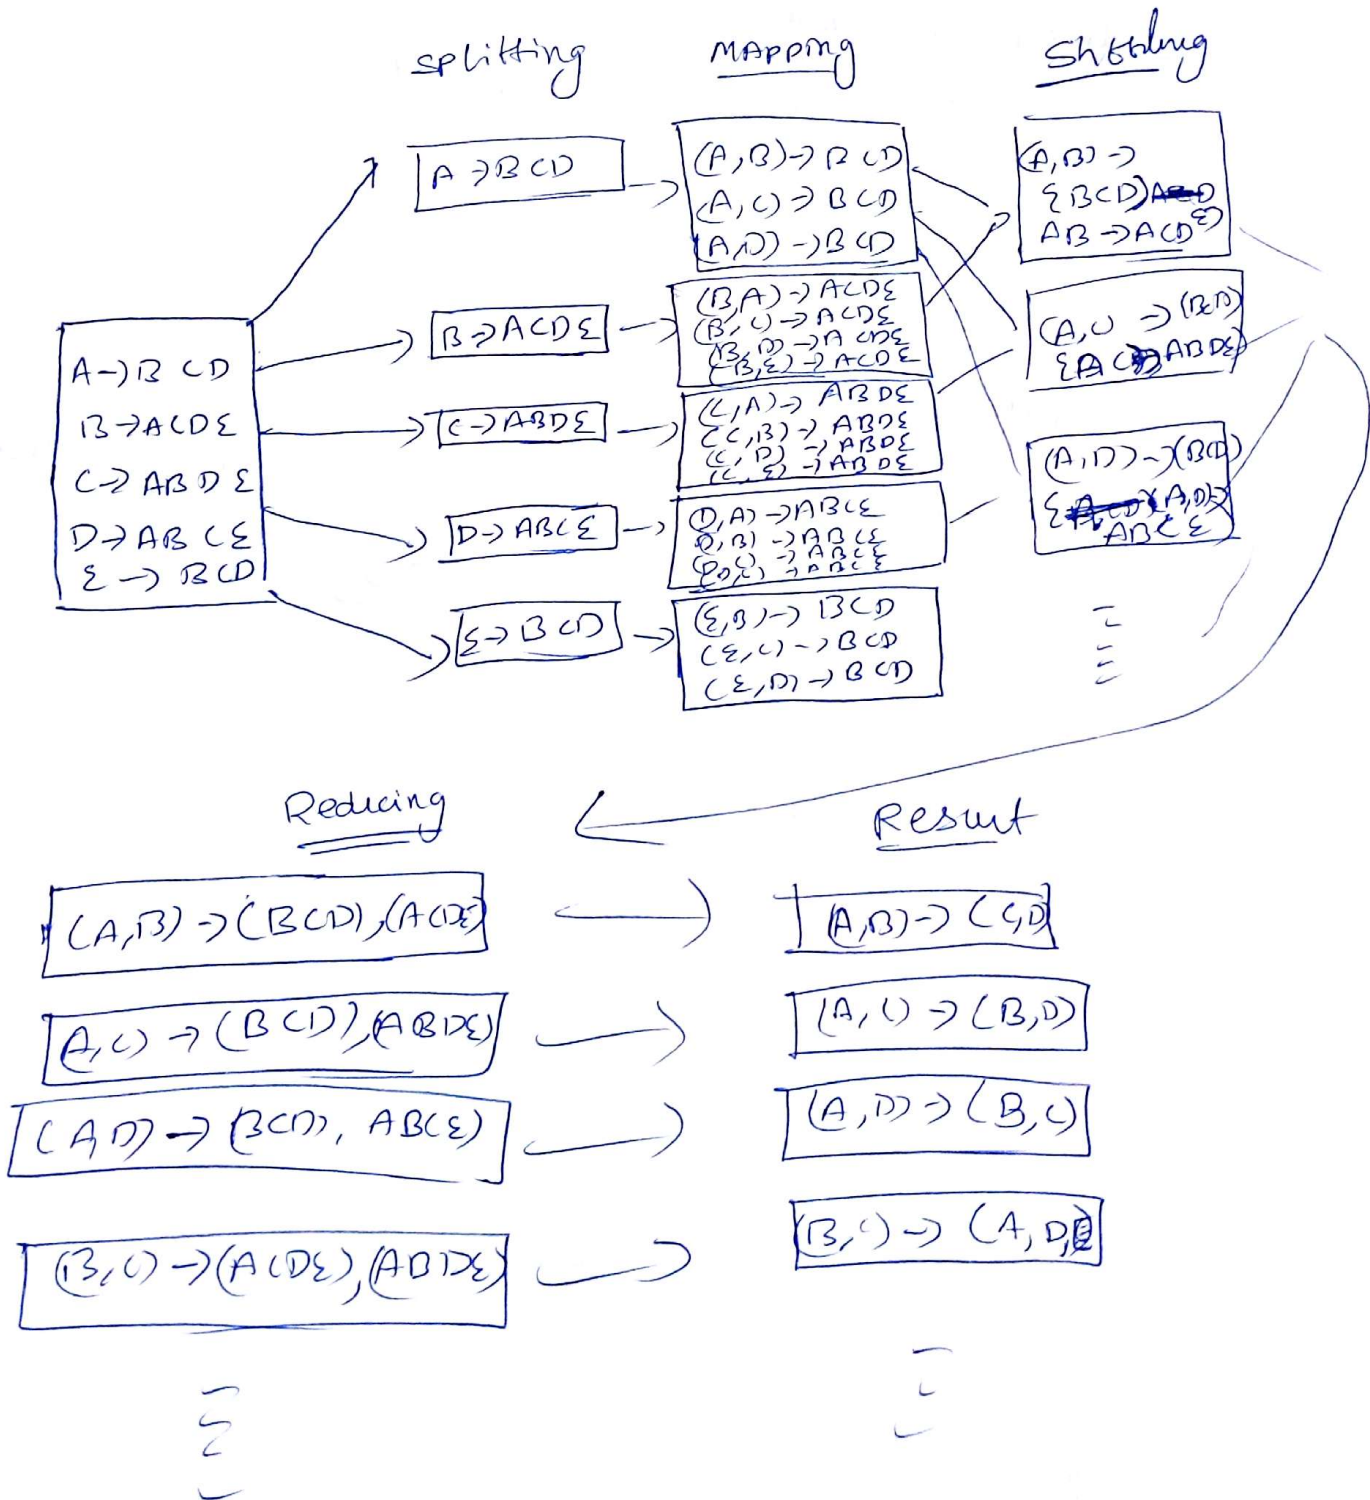 Splitting
MAPPING
A→BCD
B→ACDE
C→ABDE
D→ABCE
E→BCD
A→BCD
B→ACDE
C→ABDE
D→ABCE
E→BCD
(A,B)→BCD
(A,C)→BCD
(A,D)→BCD
(B,A)→ACDE
(B,C)→ACDE
(B,D)→ACDE
(B,E)→ACDE
(C,A)→ABDE
(C,B)→ABDE
(C,D)→ABDE
(C,E)→ABDE
(D,A)→ABCE
(D,B)→ABCE
(D,C)→ABCE
(D,E)→ABCE
(E,B)→BCD
(E,C)→BCD
(E,D)→BCD
(A,B)→
{BCD)
AB→ACDE)
(A,C →(BCD)
ABDE)
(A,D)→(BCD)
(A,D)→
ABCE)
Reducing
Result
(A,B)→(BCD),(ACDE)
(A,B)→(C,D)
(A,C)→(BCD),(ABDE)
(A,C)→(B,D)
(A,D)→(BCD), ABCE)
(A,D)→(B,C)
(B,C)→(ACDE),(ABDE)
(B,C)→(A,D,E